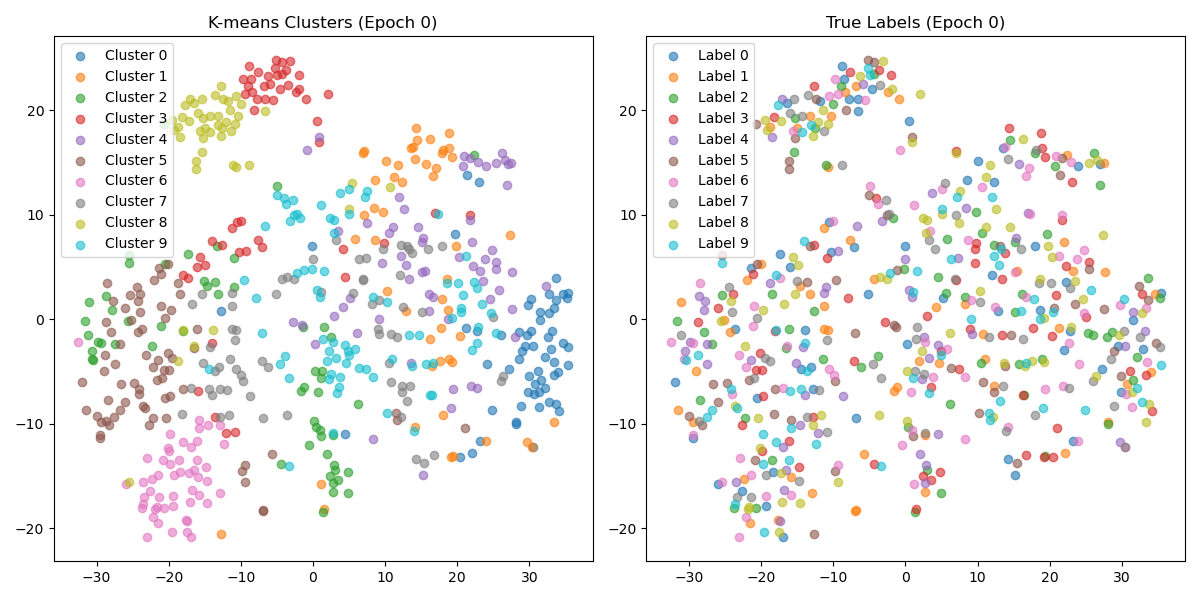 K-means Clusters (Epoch 0)
Cluster 0
Cluster 1
Cluster 2
Cluster 3
Cluster 4
Cluster 5
Cluster 6
Cluster 7
Cluster 8
Cluster 9
20
10
0
−10
−20
−30 −20 −10 0 10 20 30
True Labels (Epoch 0)
Label 0
Label 1
Label 2
Label 3
Label 4
Label 5
Label 6
Label 7
Label 8
Label 9
20
10
0
−10
−20
−30 −20 −10 0 10 20 30